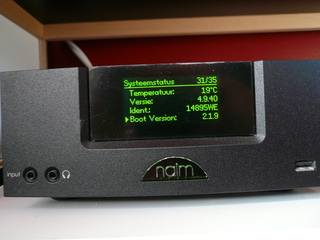 Systeemstatus 31/35
Temperatuur: 19°C
Versie: 4.9.40
Ident: 14895WE
Boot Version: 2.1.9
input
naim